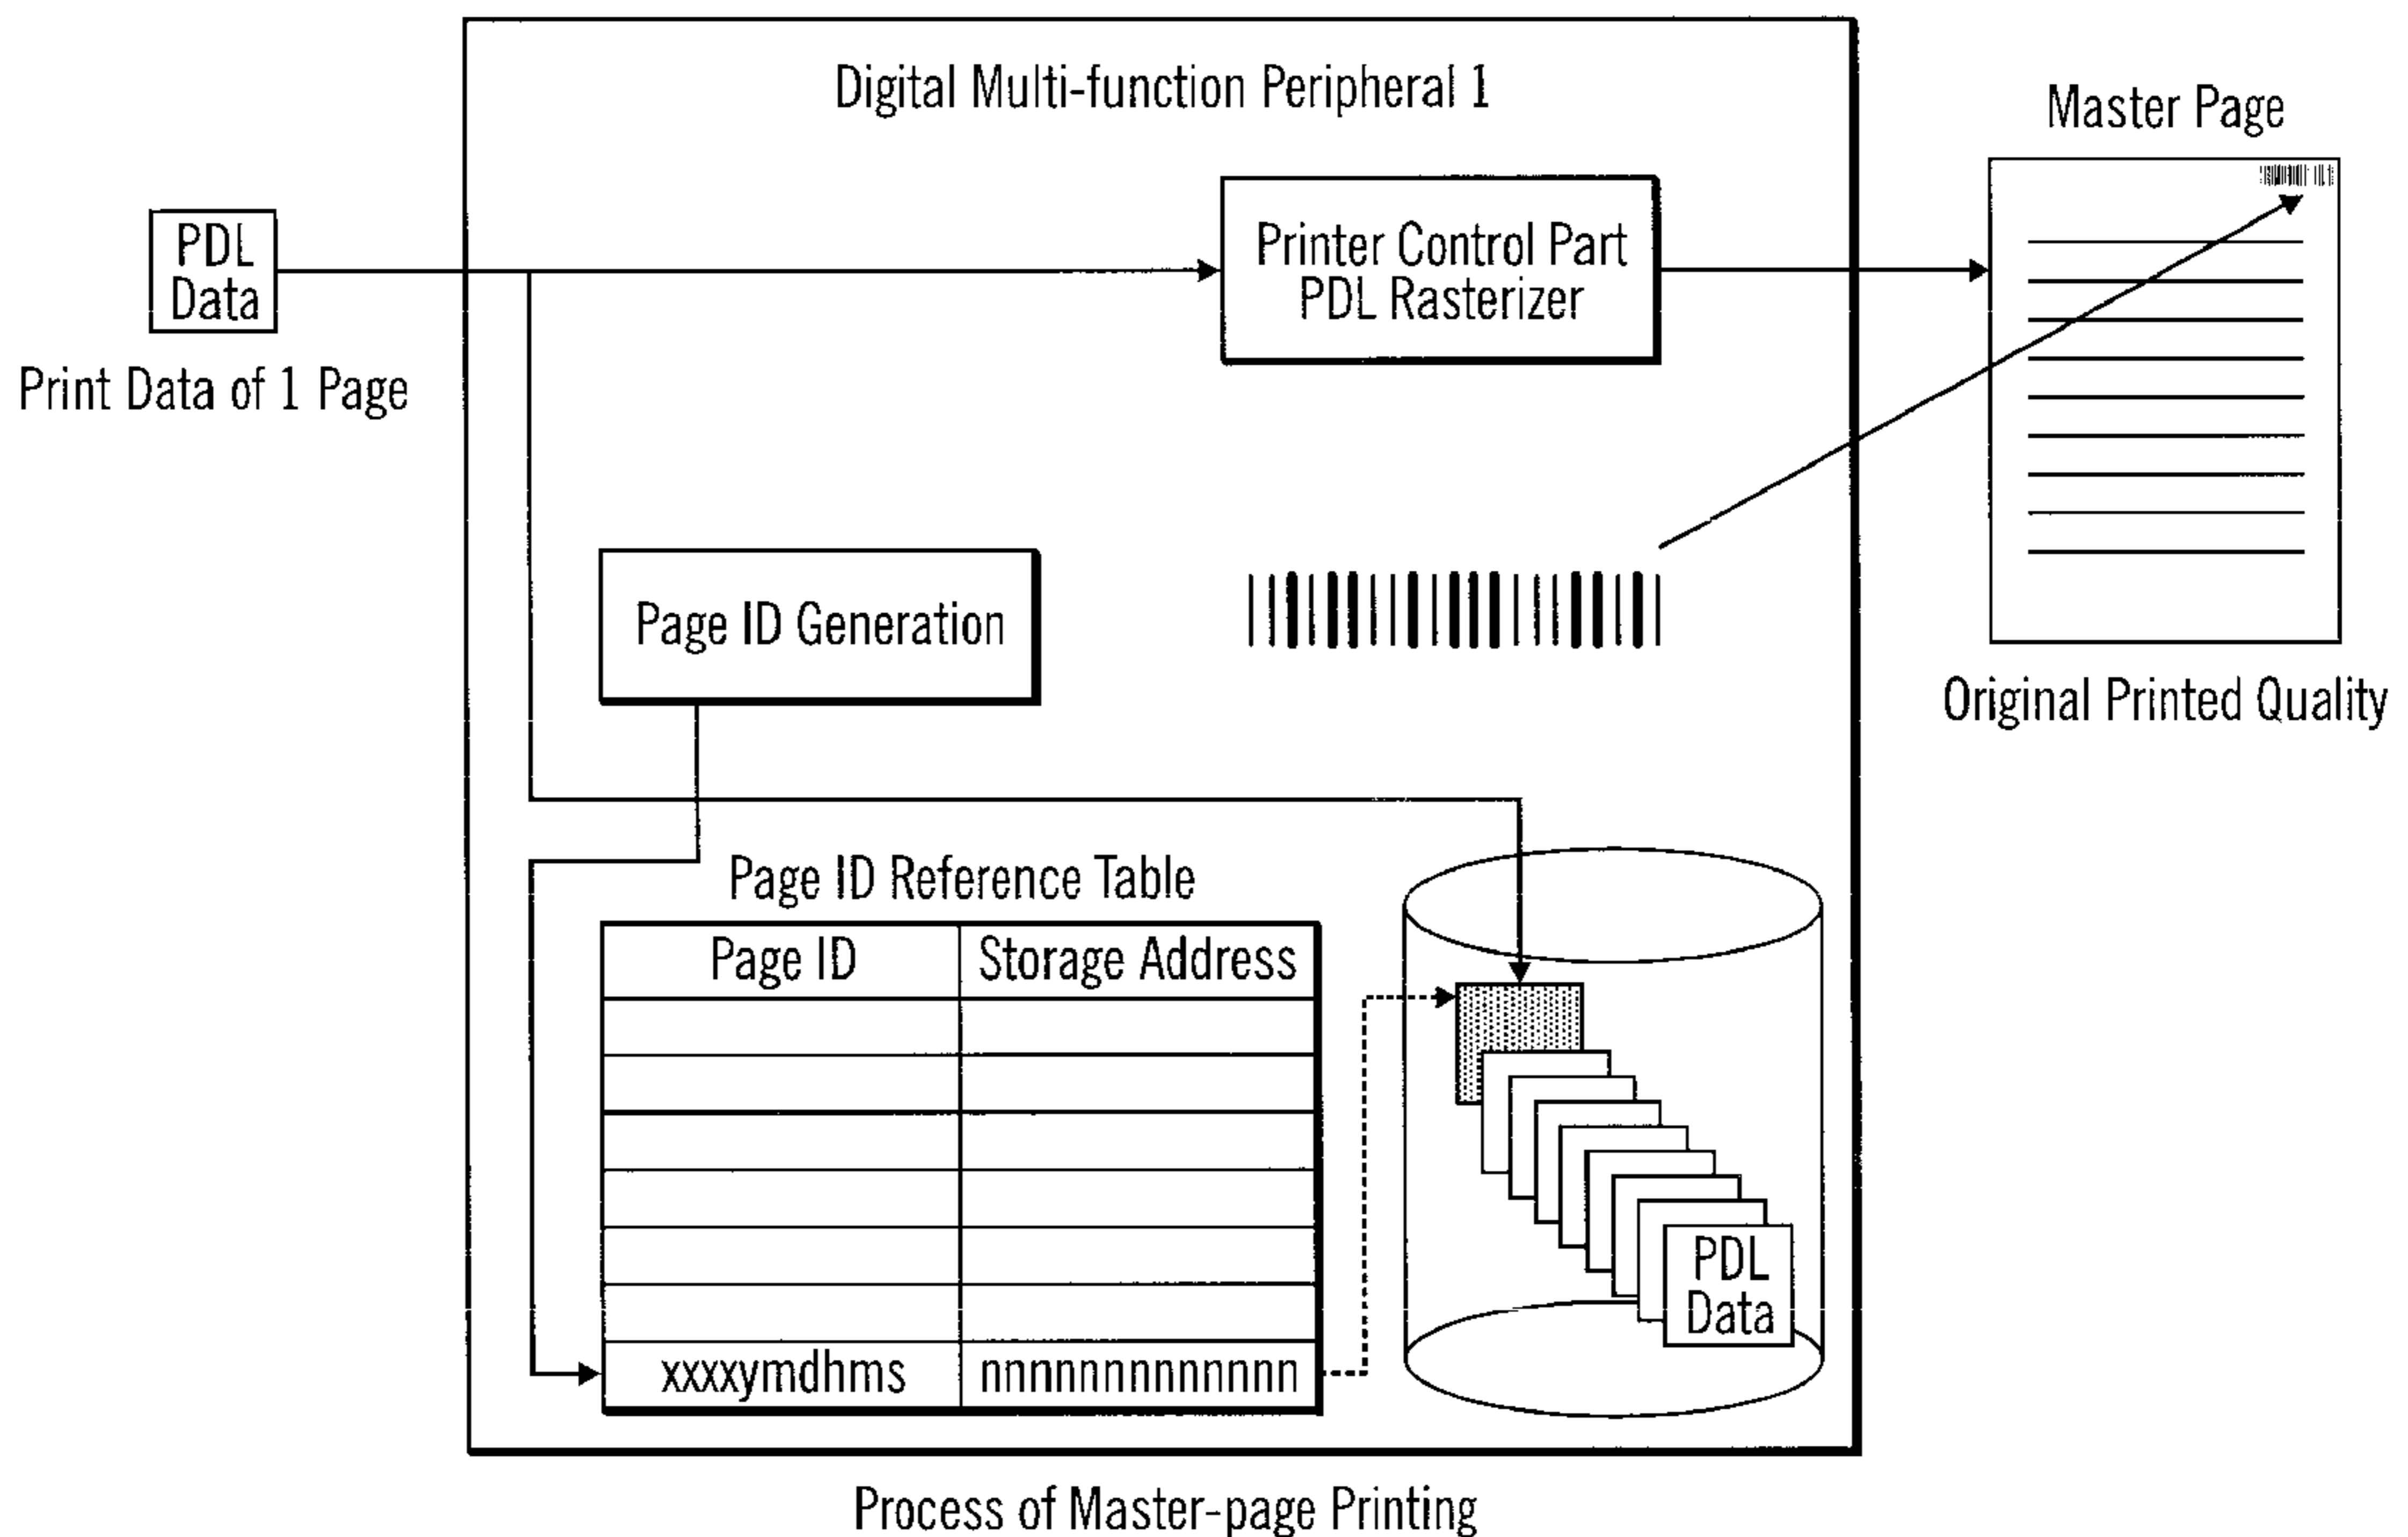 Digital Multi-function Peripheral 1
Master Page
PDL
Data
Printer Control Part
PDL Rasterizer
Print Data of 1 Page
Page ID Generation
Original Printed Quality
Page ID Reference Table
Page ID
Storage Address
PDL
Data
xxxxymdhms
nnnnnnnnnnnnn
Process of Master-page Printing